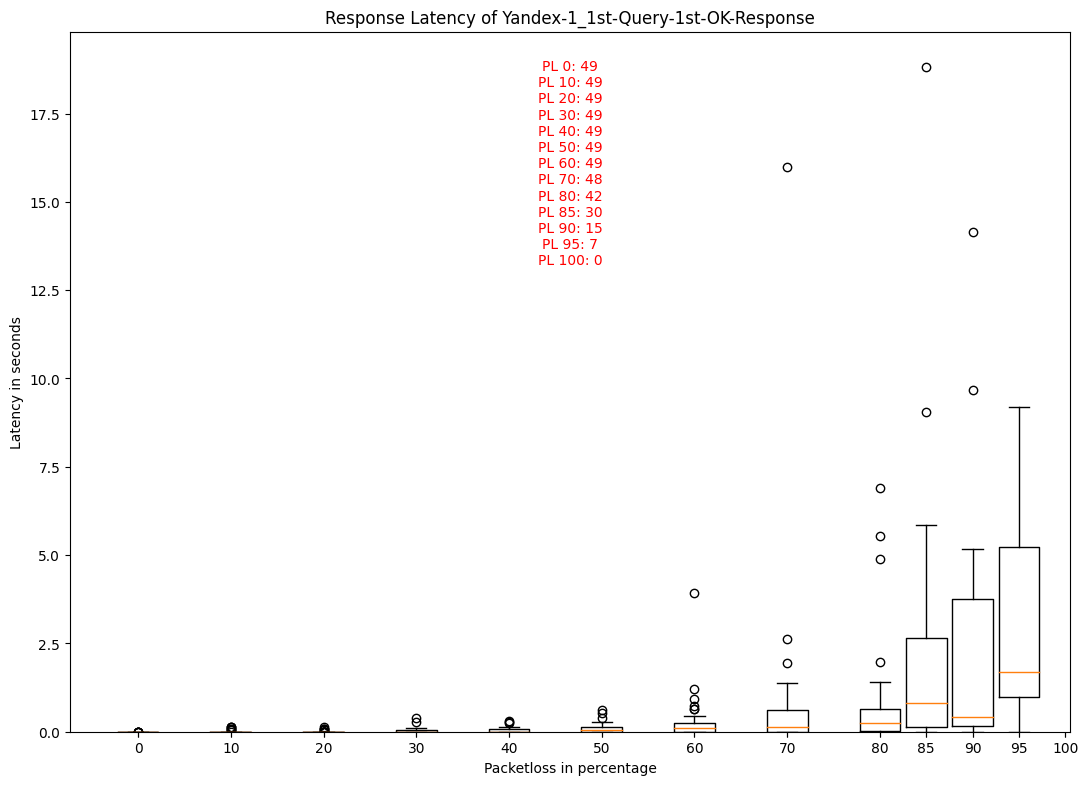 Response Latency of Yandex-1_1st-Query-1st-OK-Response
PL 0: 49
PL 10: 49
PL 20: 49
PL 30: 49
PL 40: 49
PL 50: 49
PL 60: 49
PL 70: 48
PL 80: 42
PL 85: 30
PL 90: 15
PL 95: 7
PL 100: 0
17.5
15.0
12.5
10.0
7.5
5.0
2.5
0.0
Latency in seconds
0 10 20 30 40 50 60 70 80 85 90 95 100
Packetloss in percentage